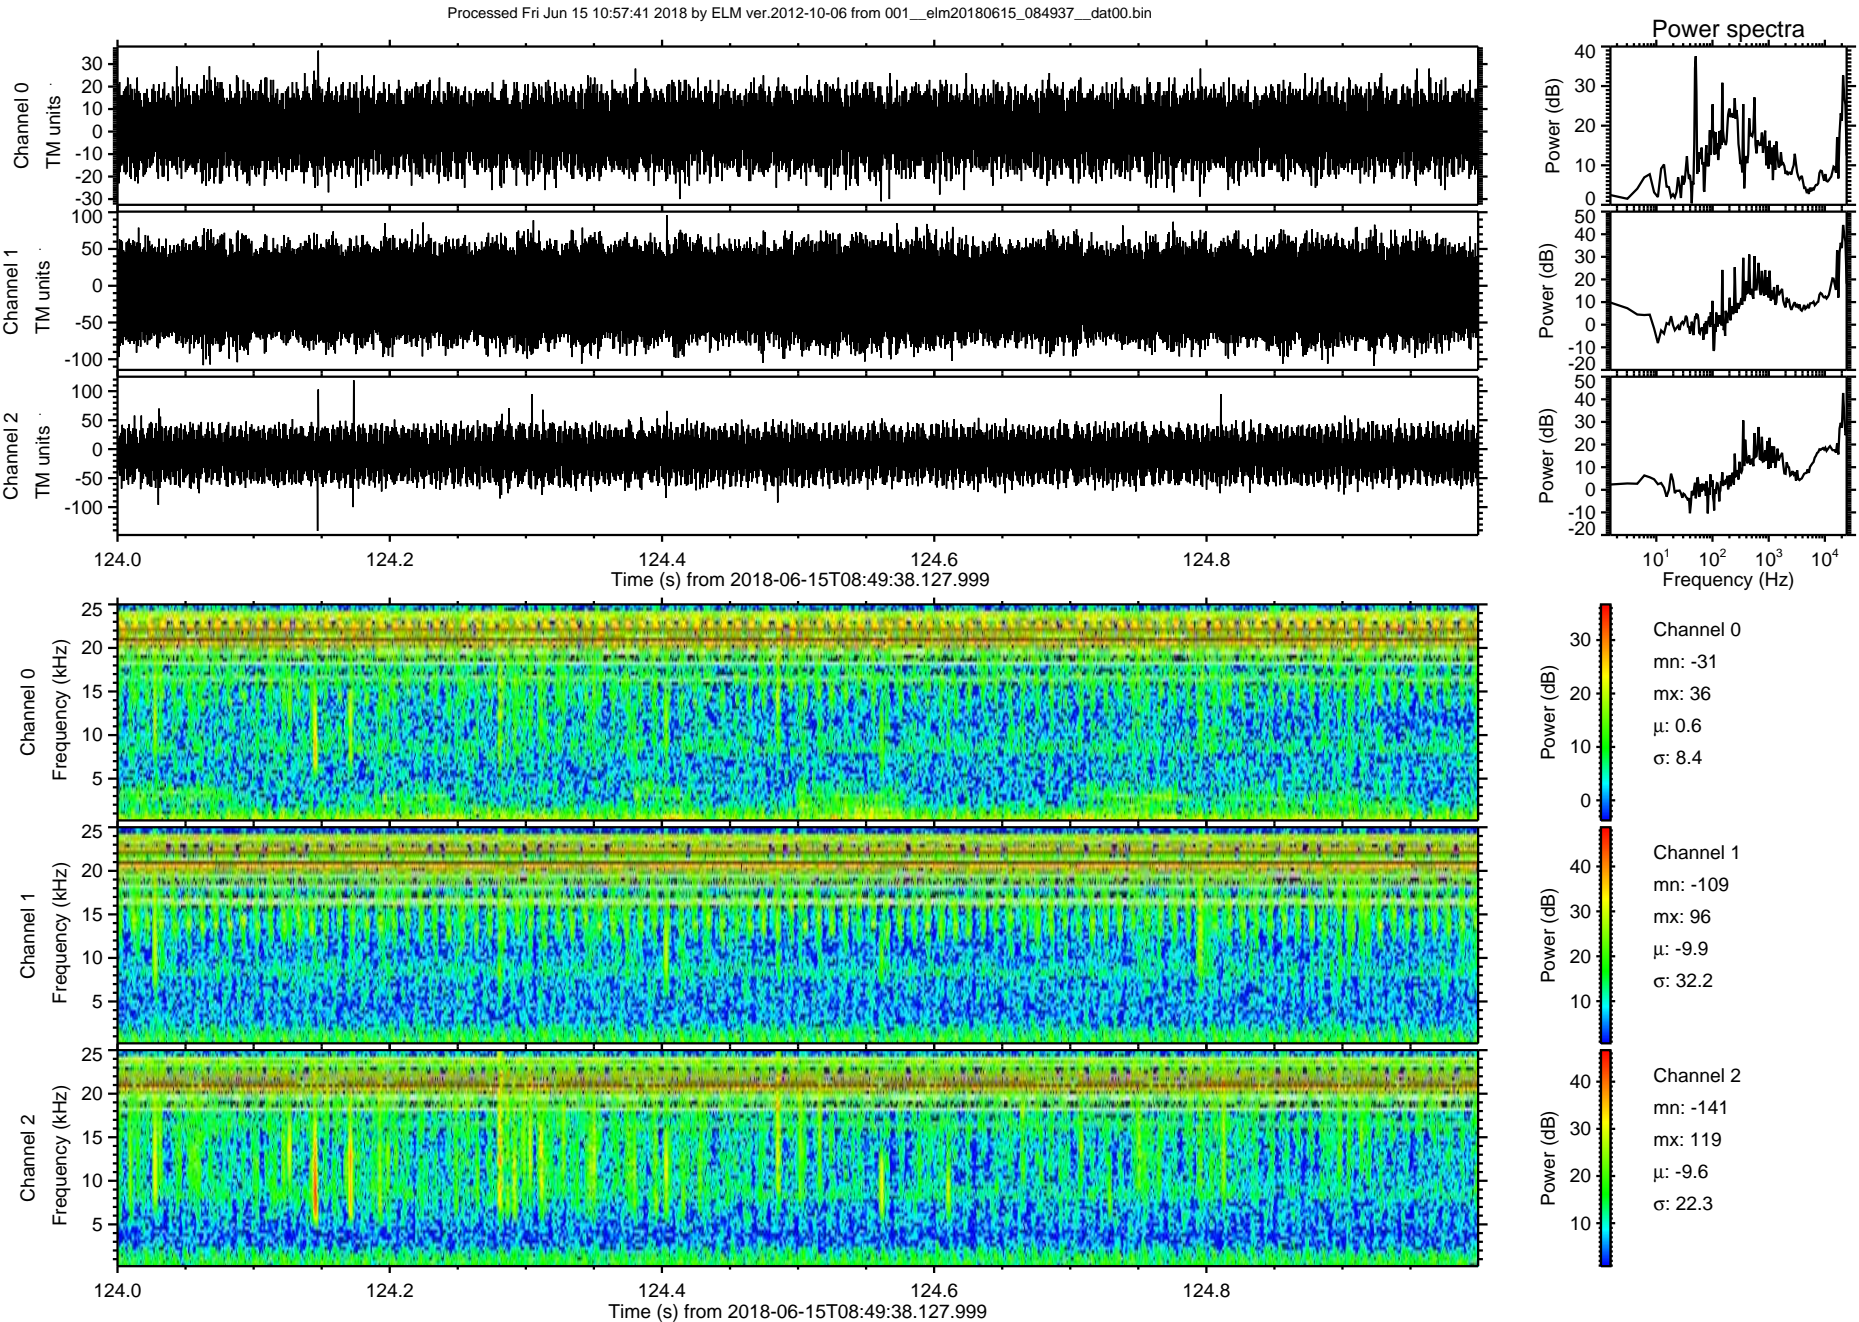 Processed Fri Jun 15 10:57:41 2018 by ELM ver.2012-10-06 from 001__elm20180615_084937__dat00.bin
Power spectra
Channel 0
TM units
30
20
10
0
-10
-20
-30
Power (dB)
40
30
20
10
0
Channel 1
TM units
100
50
0
-50
-100
Power (dB)
50
40
30
20
10
0
-10
-20
Channel 2
TM units
100
50
0
-50
-100
Power (dB)
50
40
30
20
10
0
-10
-20
124.0 124.2 124.4 124.6 124.8
Time (s) from 2018-06-15T08:49:38.127.999
10^1 10^2 10^3 10^4
Frequency (Hz)
Channel 0
Frequency (kHz)
25
20
15
10
5
Power (dB)
30
20
10
0
Channel 0
mn: -31
mx: 36
μ: 0.6
σ: 8.4
Channel 1
Frequency (kHz)
25
20
15
10
5
Power (dB)
40
30
20
10
Channel 1
mn: -109
mx: 96
μ: -9.9
σ: 32.2
Channel 2
Frequency (kHz)
25
20
15
10
5
Power (dB)
40
30
20
10
Channel 2
mn: -141
mx: 119
μ: -9.6
σ: 22.3
124.0 124.2 124.4 124.6 124.8
Time (s) from 2018-06-15T08:49:38.127.999